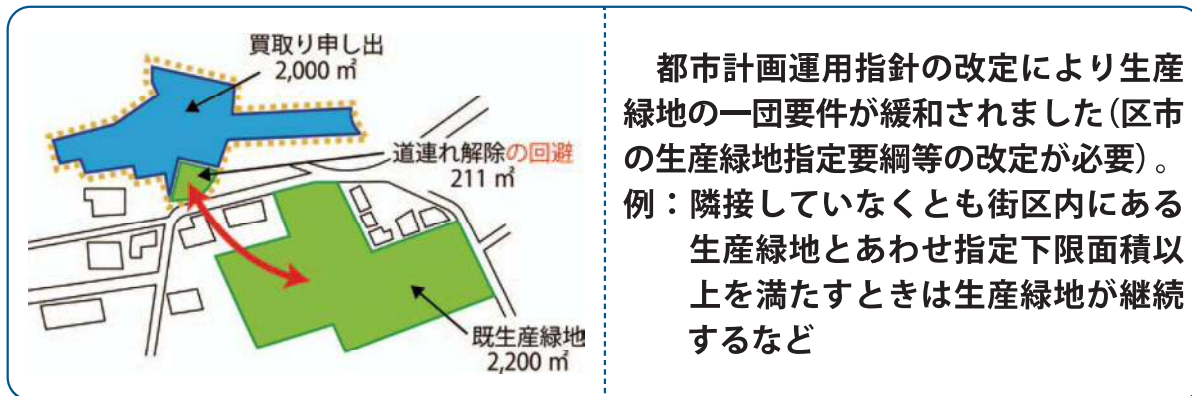 買取り申し出
2,000 ㎡
道連れ解除の回避
211 ㎡
既生産緑地
2,200 ㎡
都市計画運用指針の改定により生産
緑地の一団要件が緩和されました（区市
の生産緑地指定要綱等の改定が必要）。
例：隣接していなくとも街区内にある
生産緑地とあわせ指定下限面積以
上を満たすときは生産緑地が継続
するなど